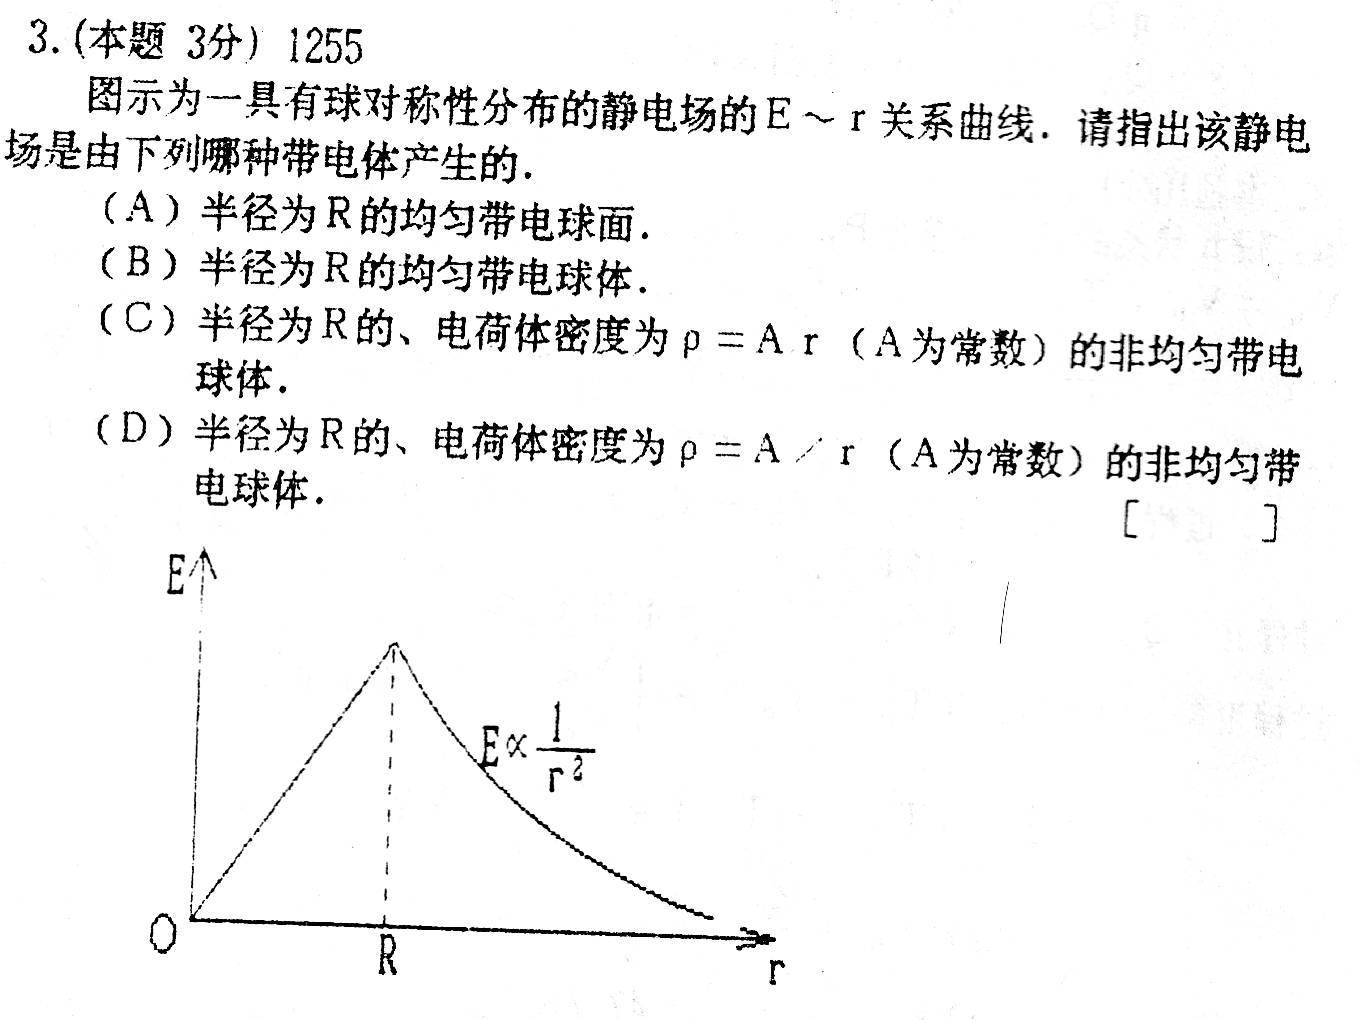 3.(本题 3分) 1255
图示为一具有球对称性分布的静电场的E～r关系曲线. 请指出该静电
场是由下列哪种带电体产生的.
(A)半径为R的均匀带电球面.
(B)半径为R的均匀带电球体.
(C)半径为R的、电荷体密度为ρ=Ar (A为常数)的非均匀带电
球体.
(D)半径为R的、电荷体密度为ρ=A/r (A为常数)的非均匀带
电球体.
[ ]
E
E∝1/r²
O
R
r